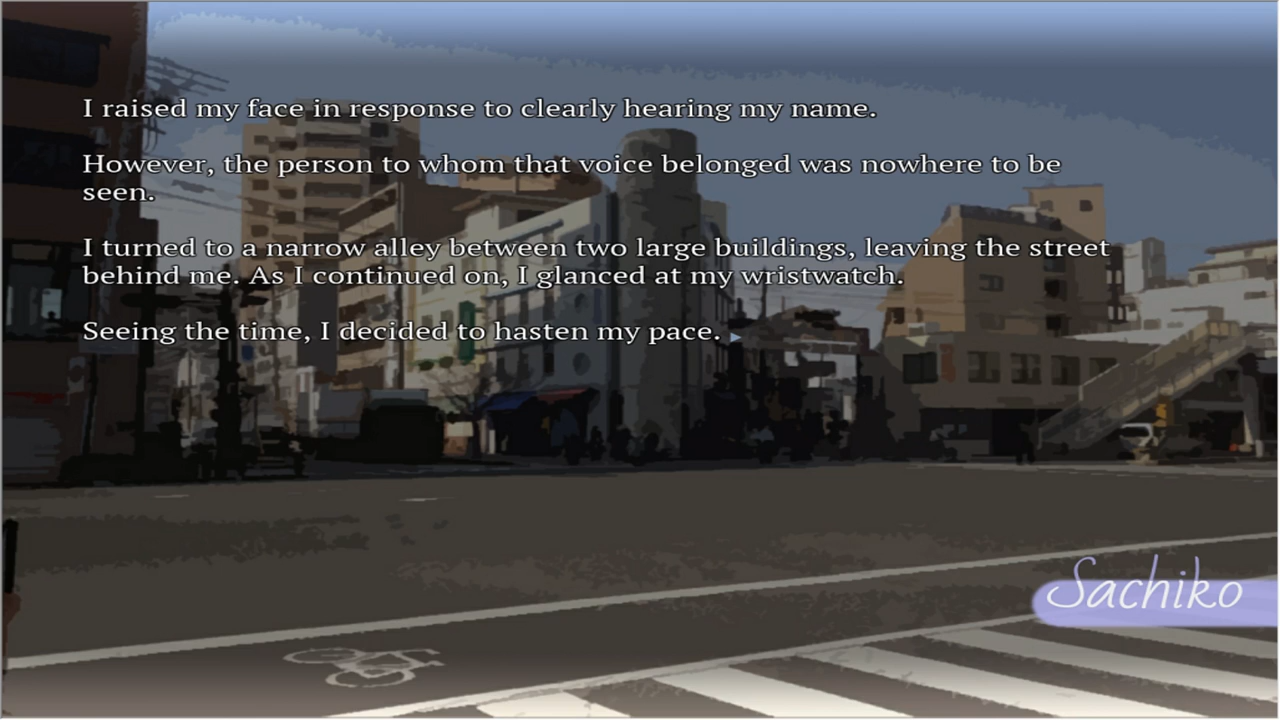 I raised my face in response to clearly hearing my name.
However, the person to whom that voice belonged was nowhere to be
seen.
I turned to a narrow alley between two large buildings, leaving the street
behind me. As I continued on, I glanced at my wristwatch.
Seeing the time, I decided to hasten my pace.
Sachiko